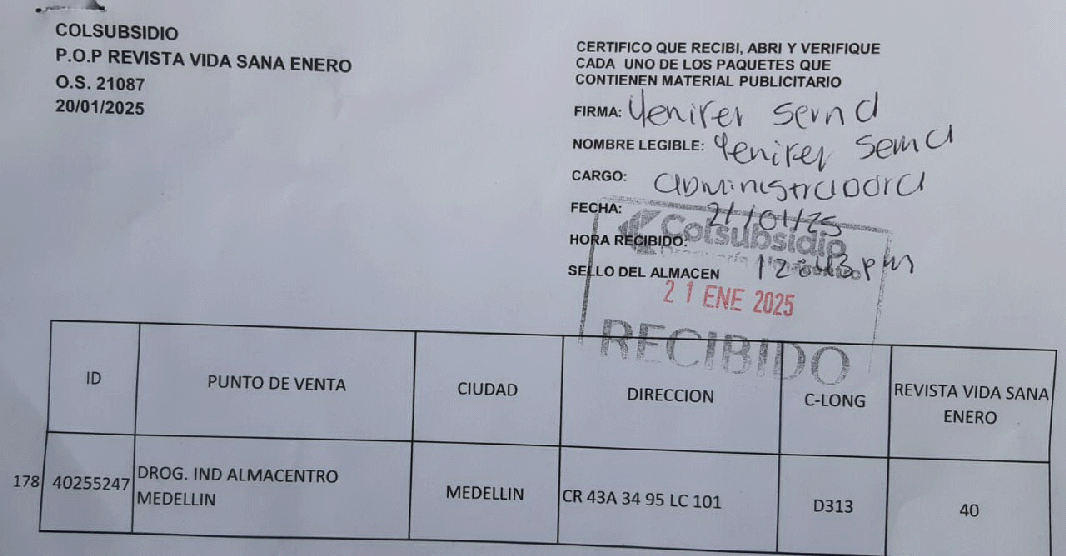 COLSUBSIDIO
P.O.P REVISTA VIDA SANA ENERO
O.S. 21087
20/01/2025
CERTIFICO QUE RECIBI, ABRI Y VERIFIQUE
CADA UNO DE LOS PAQUETES QUE
CONTIENEN MATERIAL PUBLICITARIO
FIRMA: Yenifer Serna
NOMBRE LEGIBLE: Yenifer Serna
CARGO: administradora
FECHA: 21/01/25
Colsubsidio
HORA RECIBIDO:
SELLO DEL ALMACEN 12:43 pm
21 ENE 2025
RECIBIDO
ID PUNTO DE VENTA CIUDAD DIRECCION C-LONG REVISTA VIDA SANA
ENERO
178 40255247 DROG. IND ALMACENTRO
MEDELLIN MEDELLIN CR 43A 34 95 LC 101 D313 40